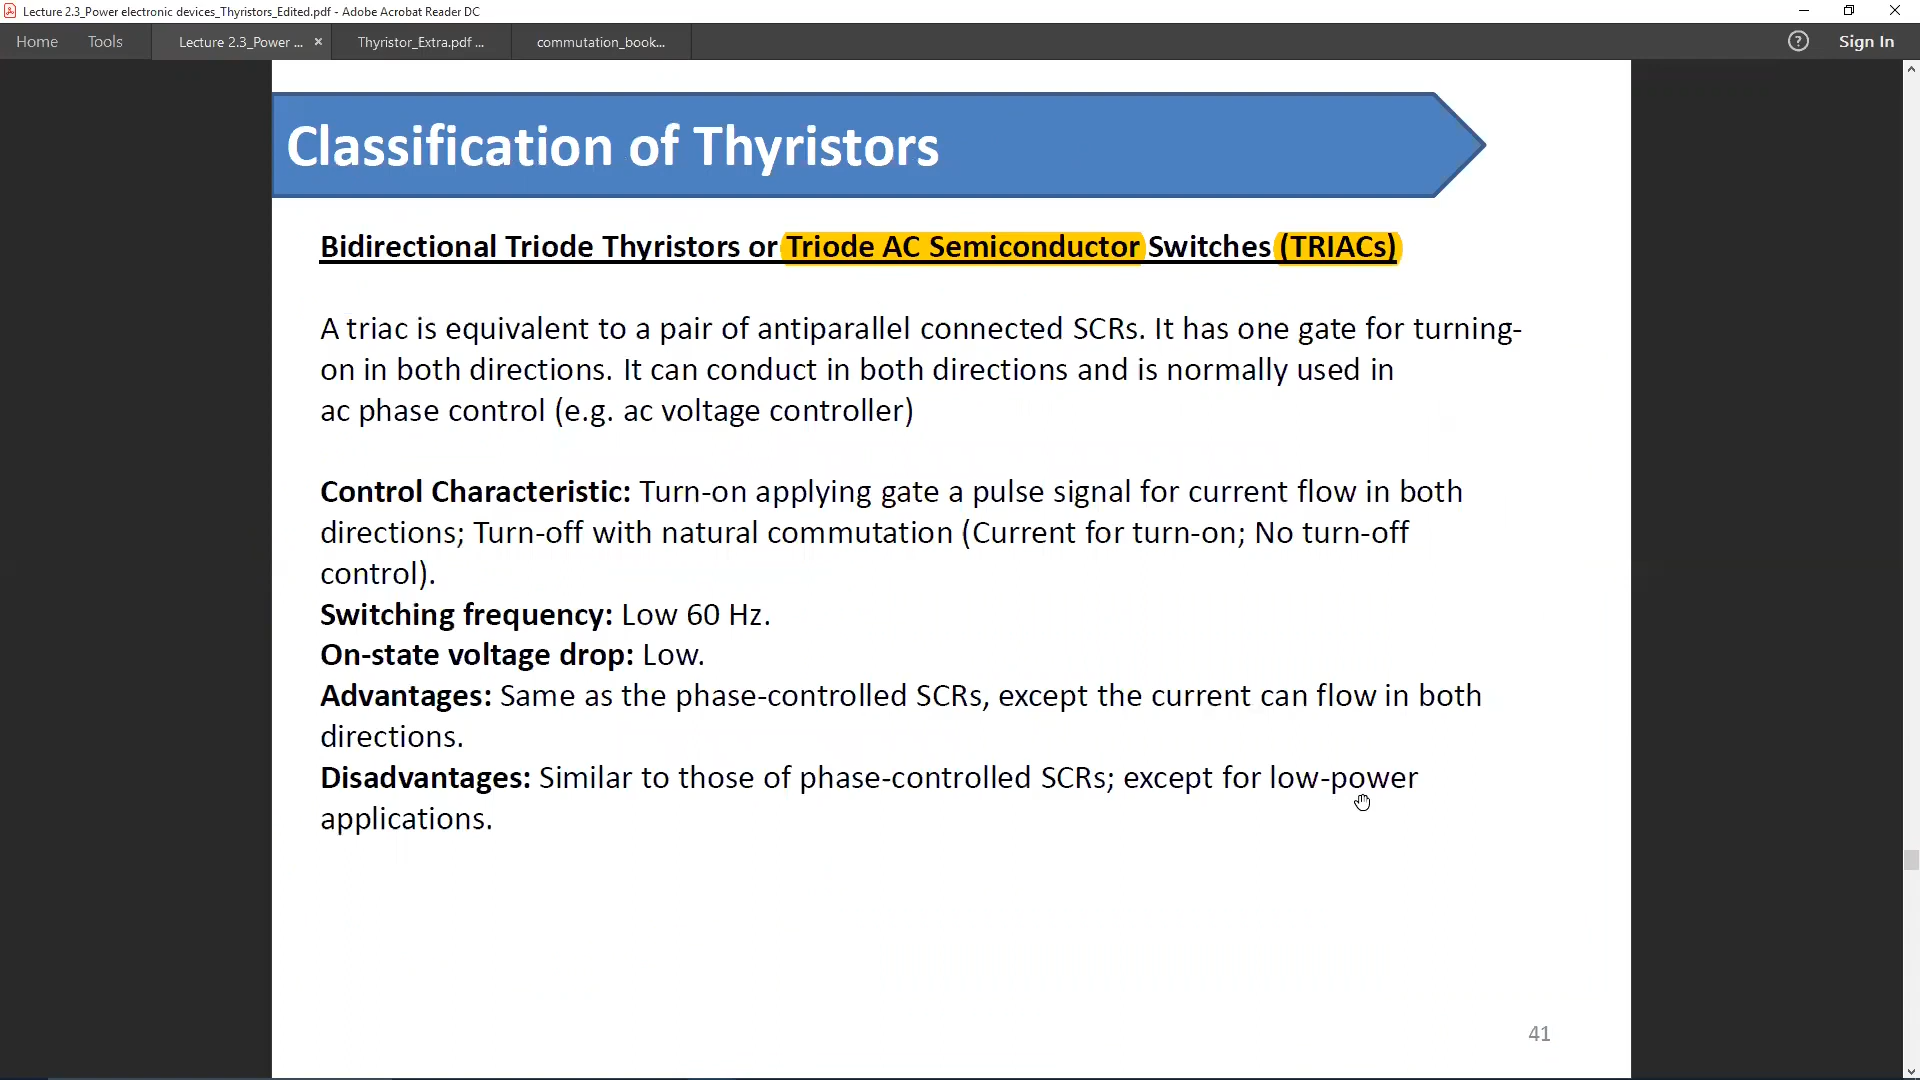 Lecture 2.3_Power electronic devices_Thyristors_Edited.pdf - Adobe Acrobat Reader DC
Home Tools Lecture 2.3_Power ... × Thyristor_Extra.pdf ... commutation_book... ? Sign In
Classification of Thyristors
Bidirectional Triode Thyristors or Triode AC Semiconductor Switches (TRIACs)
A triac is equivalent to a pair of antiparallel connected SCRs. It has one gate for turning-
on in both directions. It can conduct in both directions and is normally used in
ac phase control (e.g. ac voltage controller)
Control Characteristic: Turn-on applying gate a pulse signal for current flow in both
directions; Turn-off with natural commutation (Current for turn-on; No turn-off
control).
Switching frequency: Low 60 Hz.
On-state voltage drop: Low.
Advantages: Same as the phase-controlled SCRs, except the current can flow in both
directions.
Disadvantages: Similar to those of phase-controlled SCRs; except for low-power
applications.
41